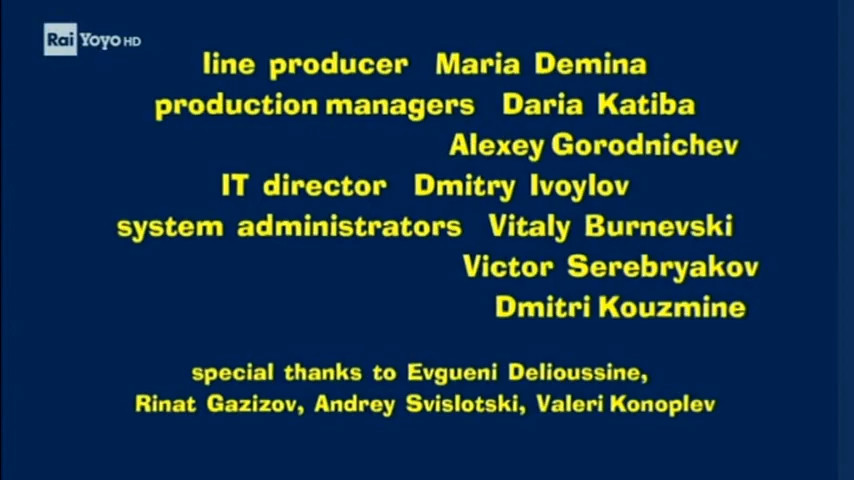 Rai Yoyo HD
line producer Maria Demina
production managers Daria Katiba
Alexey Gorodnichev
IT director Dmitry Ivoylov
system administrators Vitaly Burnevski
Victor Serebryakov
Dmitri Kouzmine
special thanks to Evgueni Delioussine,
Rinat Gazizov, Andrey Svislotski, Valeri Konoplev